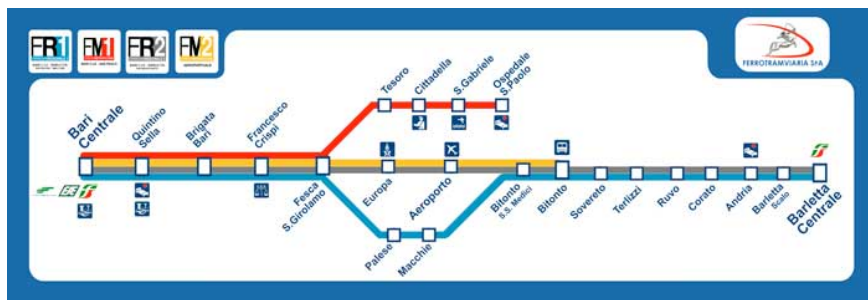 FR1
FM1
FR2
FM2
FERROTRAMVIARIA SpA
Bari
Centrale
Quintino
Sella
Brigata
Bari
Francesco
Crispi
Fesca
S.Girolamo
Tesoro
Cittadella
S.Gabriele
Ospedale
S.Paolo
Europa
Aeroporto
Palese
Macchie
Bitonto
S.S. Medici
Bitonto
Sovereto
Terlizzi
Ruvo
Corato
Andria
Barletta
Scalo
Barletta
Centrale